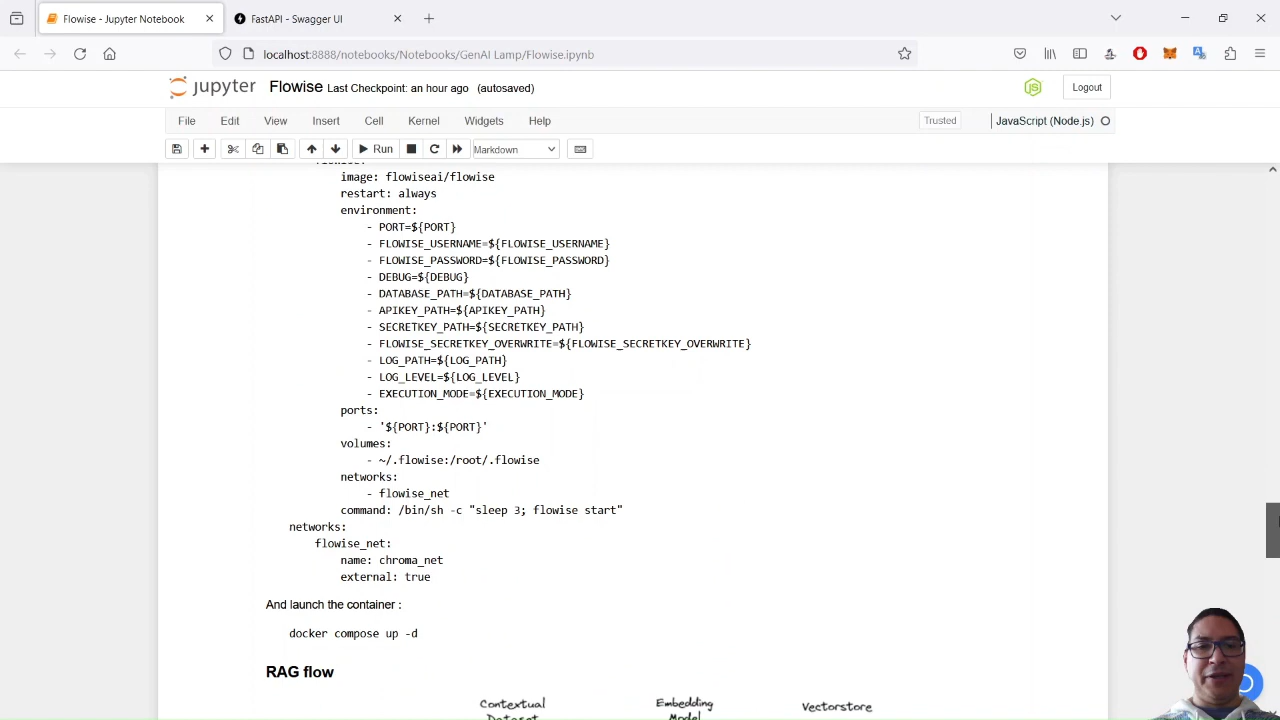 Flowise - Jupyter Notebook
FastAPI - Swagger UI
localhost:8888/notebooks/Notebooks/GenAI Lamp/Flowise.ipynb
jupyter Flowise Last Checkpoint: an hour ago (autosaved)
Logout
File Edit View Insert Cell Kernel Widgets Help
Trusted JavaScript (Node.js)
Run Markdown
image: flowiseai/flowise
restart: always
environment:
- PORT=${PORT}
- FLOWISE_USERNAME=${FLOWISE_USERNAME}
- FLOWISE_PASSWORD=${FLOWISE_PASSWORD}
- DEBUG=${DEBUG}
- DATABASE_PATH=${DATABASE_PATH}
- APIKEY_PATH=${APIKEY_PATH}
- SECRETKEY_PATH=${SECRETKEY_PATH}
- FLOWISE_SECRETKEY_OVERWRITE=${FLOWISE_SECRETKEY_OVERWRITE}
- LOG_PATH=${LOG_PATH}
- LOG_LEVEL=${LOG_LEVEL}
- EXECUTION_MODE=${EXECUTION_MODE}
ports:
- '${PORT}:${PORT}'
volumes:
- ~/.flowise:/root/.flowise
networks:
- flowise_net
command: /bin/sh -c "sleep 3; flowise start"
networks:
flowise_net:
name: chroma_net
external: true
And launch the container :
docker compose up -d
RAG flow
Contextual Embedding Vectorstore
Dataset Model